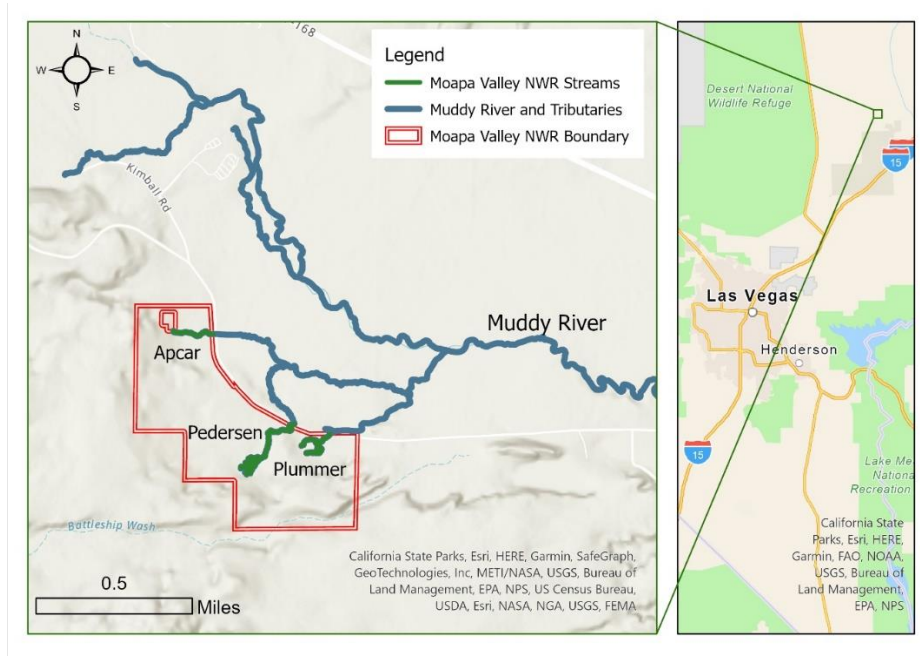 N
W
E
S
168
Legend
Moapa Valley NWR Streams
Muddy River and Tributaries
Moapa Valley NWR Boundary
Kimball Rd
Muddy River
Apcar
Pedersen
Plummer
Battleship Wash
California State Parks, Esri, HERE, Garmin, SafeGraph,
GeoTechnologies, Inc, METI/NASA, USGS, Bureau of
Land Management, EPA, NPS, US Census Bureau,
USDA, Esri, NASA, NGA, USGS, FEMA
0.5
Miles
Desert National
Wildlife Refuge
15
Las Vegas
Henderson
15
Lake Me
Nationa
Recreation
California State
Parks, Esri, HERE,
Garmin, FAO, NOAA,
USGS, Bureau of
Land Management,
EPA, NPS